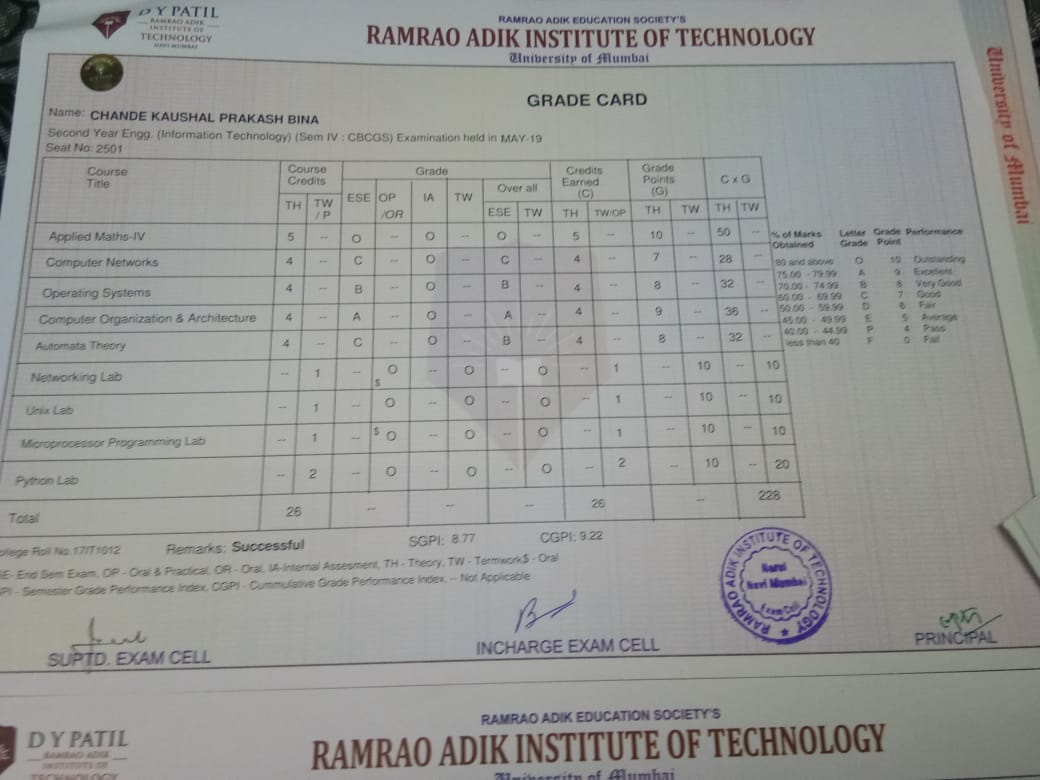 D Y PATIL
RAMRAO ADIK
INSTITUTE OF
TECHNOLOGY
NAVI MUMBAI
RAMRAO ADIK EDUCATION SOCIETY'S
RAMRAO ADIK INSTITUTE OF TECHNOLOGY
University of Mumbai
University of Mumbai
GRADE CARD
Name: CHANDE KAUSHAL PRAKASH BINA
Second Year Engg. (Information Technology) (Sem IV : CBCGS) Examination held in MAY-19
Seat No: 2501
Course Title Course Credits Grade Credits Earned (C) Grade Points (G) C x G
TH TW / P ESE OP /OR IA TW Over all
ESE TW TH TW/OP TH TW TH TW
Applied Maths-IV 5 -- O -- O -- O -- 5 -- 10 -- 50 --
Computer Networks 4 -- C -- O -- C -- 4 -- 7 -- 28 --
Operating Systems 4 -- B -- O -- B -- 4 -- 8 -- 32 --
Computer Organization & Architecture 4 -- A -- O -- A -- 4 -- 9 -- 36 --
Automata Theory 4 -- C -- O -- B -- 4 -- 8 -- 32 --
Networking Lab -- 1 -- $ O -- O -- O -- 1 -- 10 -- 10
Unix Lab -- 1 -- O -- O -- O -- 1 -- 10 -- 10
Microprocessor Programming Lab -- 1 -- $ O -- O -- O -- 1 -- 10 -- 10
Python Lab -- 2 -- O -- O -- O -- 2 -- 10 -- 20
Total 26 -- -- -- 26 -- 228
% of Marks Obtained Letter Grade Grade Point Performance
80 and above O 10 Outstanding
75.00 - 79.99 A 9 Excellent
70.00 - 74.99 B 8 Very Good
60.00 - 69.99 C 7 Good
50.00 - 59.99 D 6 Fair
45.00 - 49.99 E 5 Average
40.00 - 44.99 P 4 Pass
less than 40 F 0 Fail
ollege Roll No.17IT1012 Remarks: Successful SGPI: 8.77 CGPI: 9.22
E- End Sem Exam, OP - Oral & Practical, OR - Oral, IA-Internal Assesment, TH - Theory, TW - Termwork$ - Oral
GPI - Semester Grade Performance Index, CGPI - Cummulative Grade Performance Index, -- Not Applicable
RAMRAO ADIK INSTITUTE OF TECHNOLOGY
Nerul
Navi Mumbai
Exam Cell
SUPTD. EXAM CELL
INCHARGE EXAM CELL
PRINCIPAL
D Y PATIL
RAMRAO ADIK
INSTITUTE OF
TECHNOLOGY
RAMRAO ADIK EDUCATION SOCIETY'S
RAMRAO ADIK INSTITUTE OF TECHNOLOGY
University of Mumbai